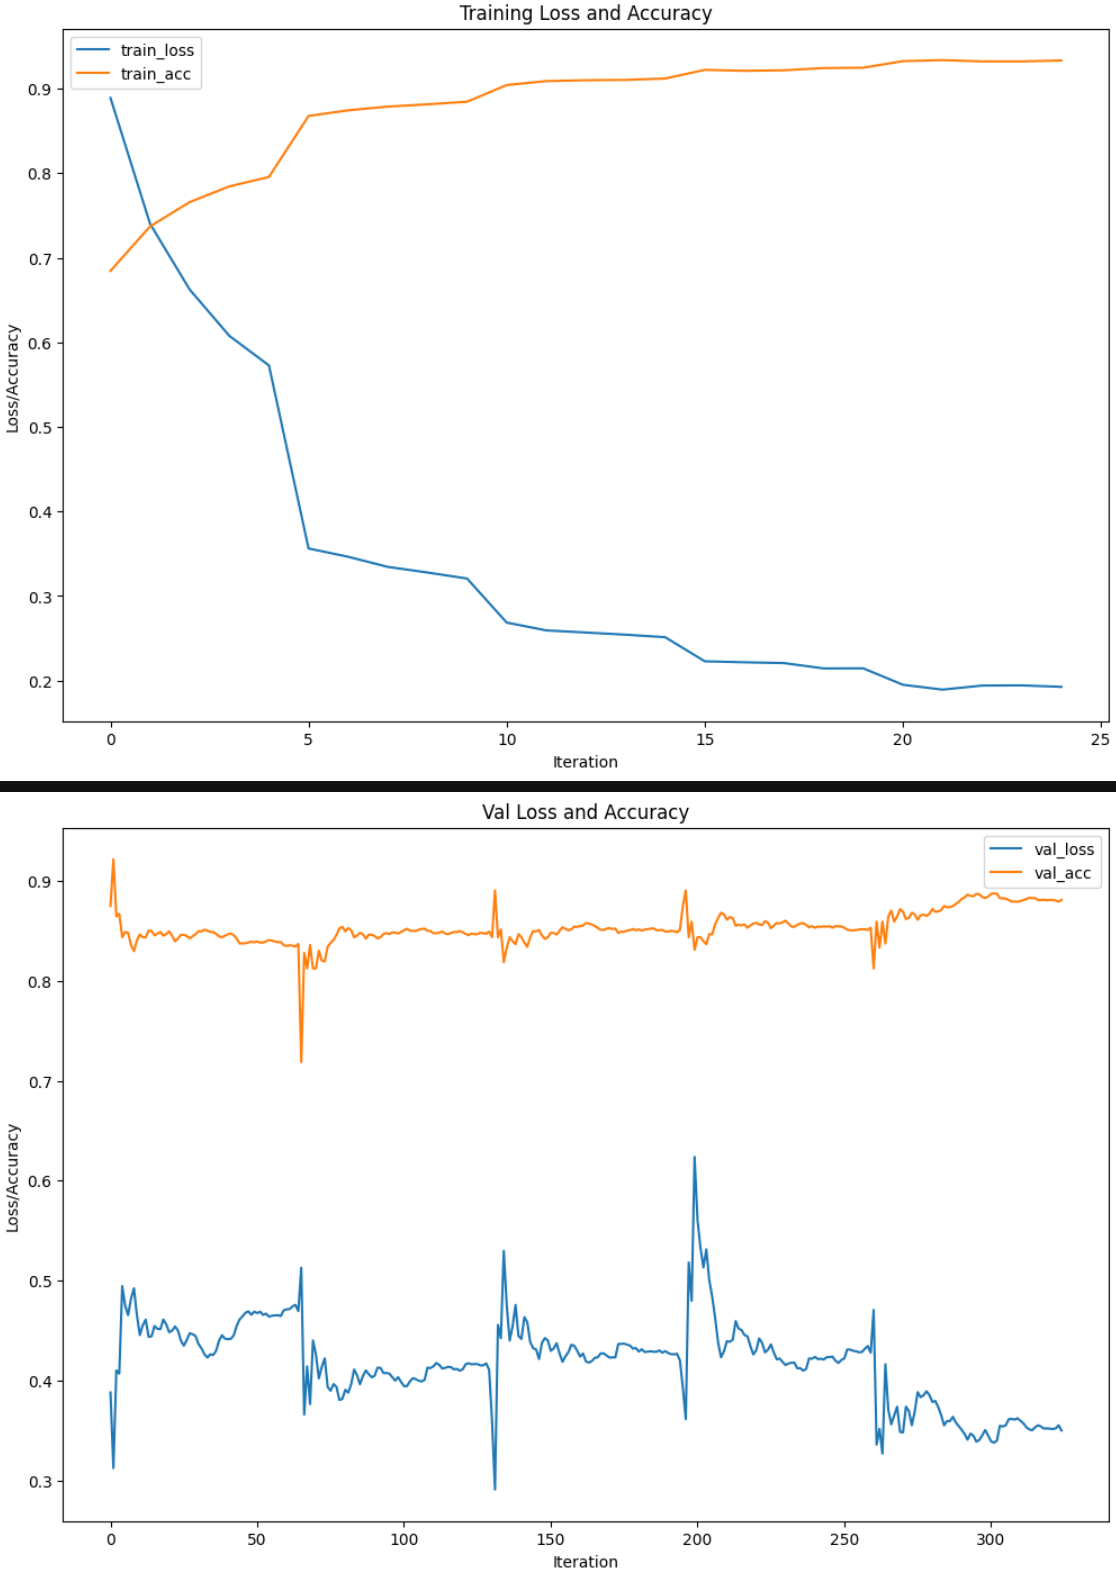 Training Loss and Accuracy
train_loss
train_acc
0.9
0.8
0.7
0.6
0.5
0.4
0.3
0.2
Loss/Accuracy
0 5 10 15 20 25
Iteration
Val Loss and Accuracy
val_loss
val_acc
0.9
0.8
0.7
0.6
0.5
0.4
0.3
Loss/Accuracy
0 50 100 150 200 250 300
Iteration